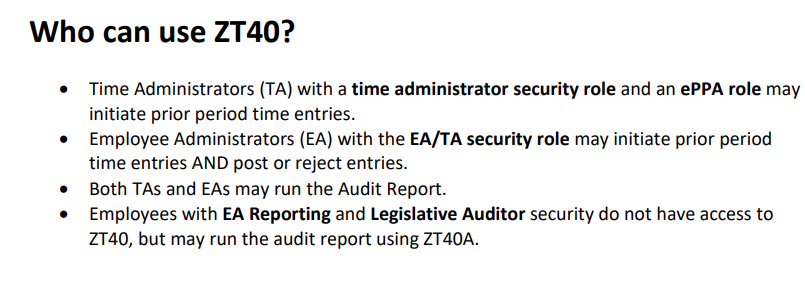 Who can use ZT40?
• Time Administrators (TA) with a time administrator security role and an ePPA role may
initiate prior period time entries.
• Employee Administrators (EA) with the EA/TA security role may initiate prior period
time entries AND post or reject entries.
• Both TAs and EAs may run the Audit Report.
• Employees with EA Reporting and Legislative Auditor security do not have access to
ZT40, but may run the audit report using ZT40A.